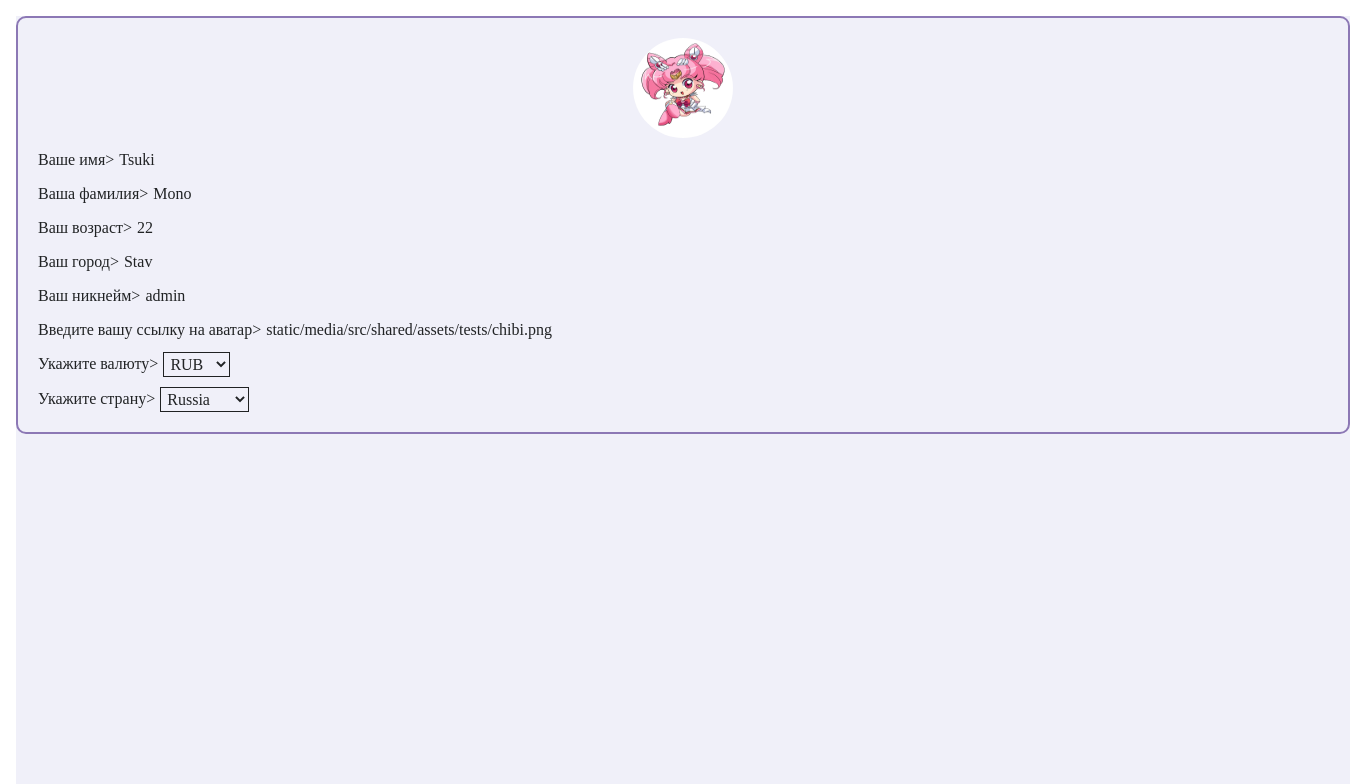 Ваше имя> Tsuki
Ваша фамилия> Mono
Ваш возраст> 22
Ваш город> Stav
Ваш никнейм> admin
Введите вашу ссылку на аватар> static/media/src/shared/assets/tests/chibi.png
Укажите валюту> RUB
Укажите страну> Russia